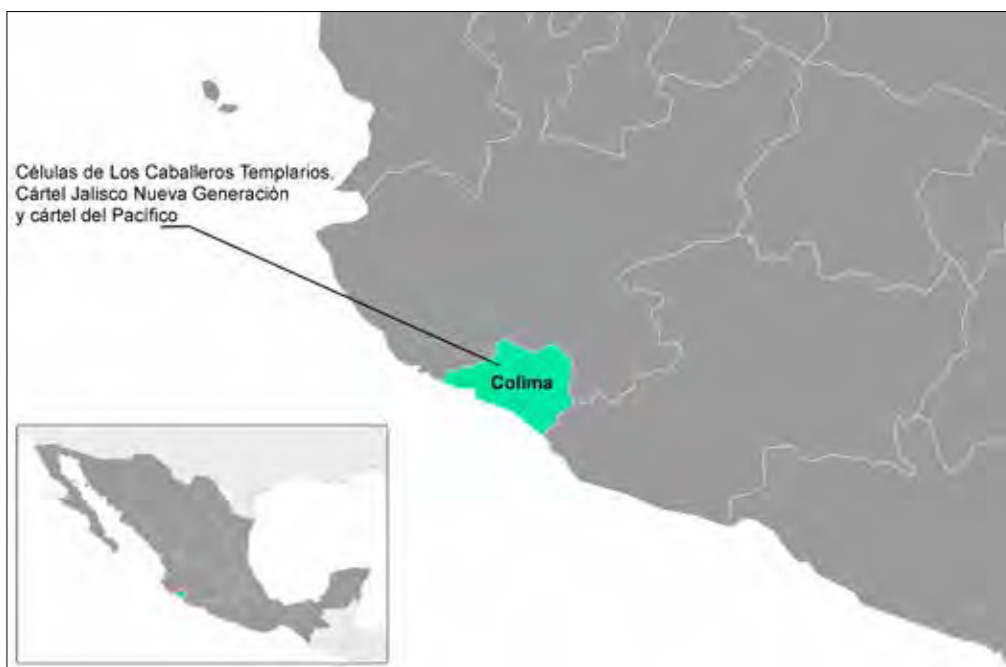 Células de Los Caballeros Templarios,
Cártel Jalisco Nueva Generación
y cártel del Pacífico
Colima